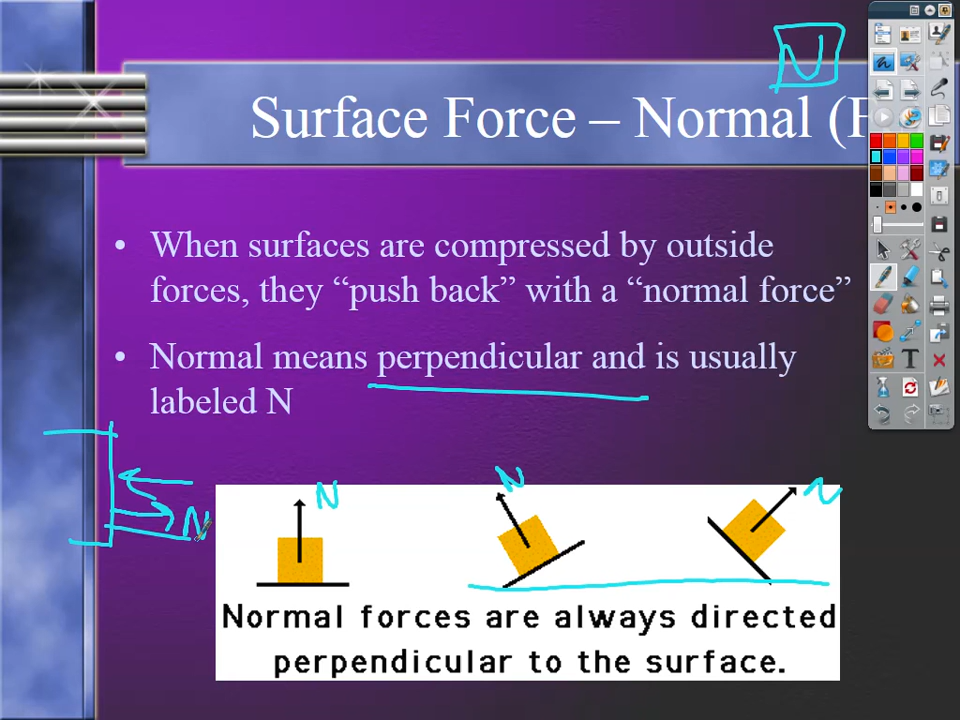 N
Surface Force – Normal (F
• When surfaces are compressed by outside
forces, they “push back” with a “normal force”
• Normal means perpendicular and is usually
labeled N
N
N
N
N
Normal forces are always directed
perpendicular to the surface.